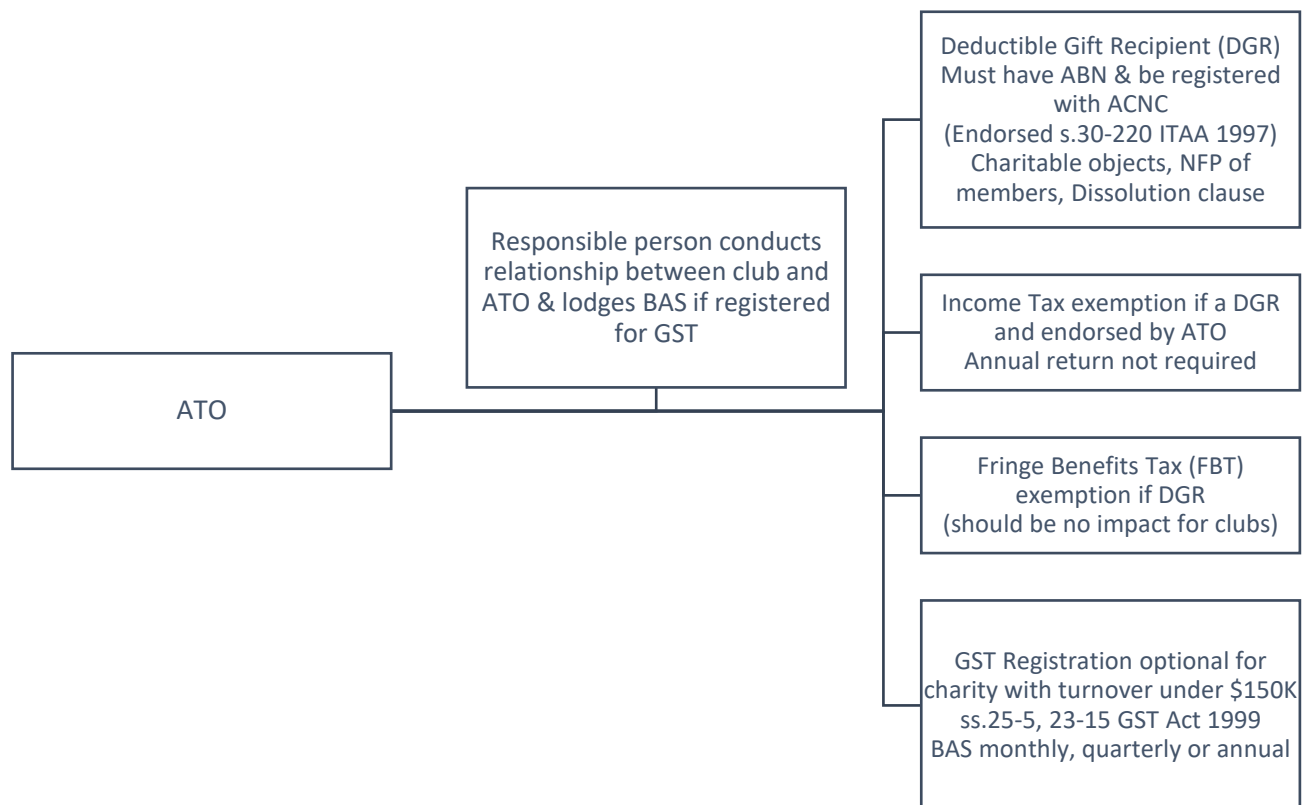 ATO
Responsible person conducts
relationship between club and
ATO & lodges BAS if registered
for GST
Deductible Gift Recipient (DGR)
Must have ABN & be registered
with ACNC
(Endorsed s.30-220 ITAA 1997)
Charitable objects, NFP of
members, Dissolution clause
Income Tax exemption if a DGR
and endorsed by ATO
Annual return not required
Fringe Benefits Tax (FBT)
exemption if DGR
(should be no impact for clubs)
GST Registration optional for
charity with turnover under $150K
ss.25-5, 23-15 GST Act 1999
BAS monthly, quarterly or annual